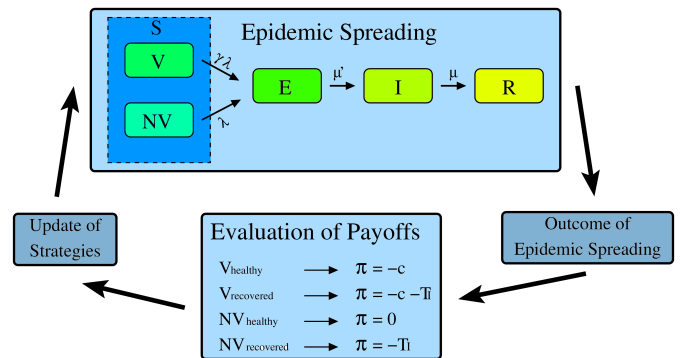 S
Epidemic Spreading
V
γλ
E
μ'
I
μ
R
NV
λ
Update of
Strategies
Evaluation of Payoffs
Vhealthy → π = −c
Vrecovered → π = −c −TI
NVhealthy → π = 0
NVrecovered → π = −TI
Outcome of
Epidemic Spreading